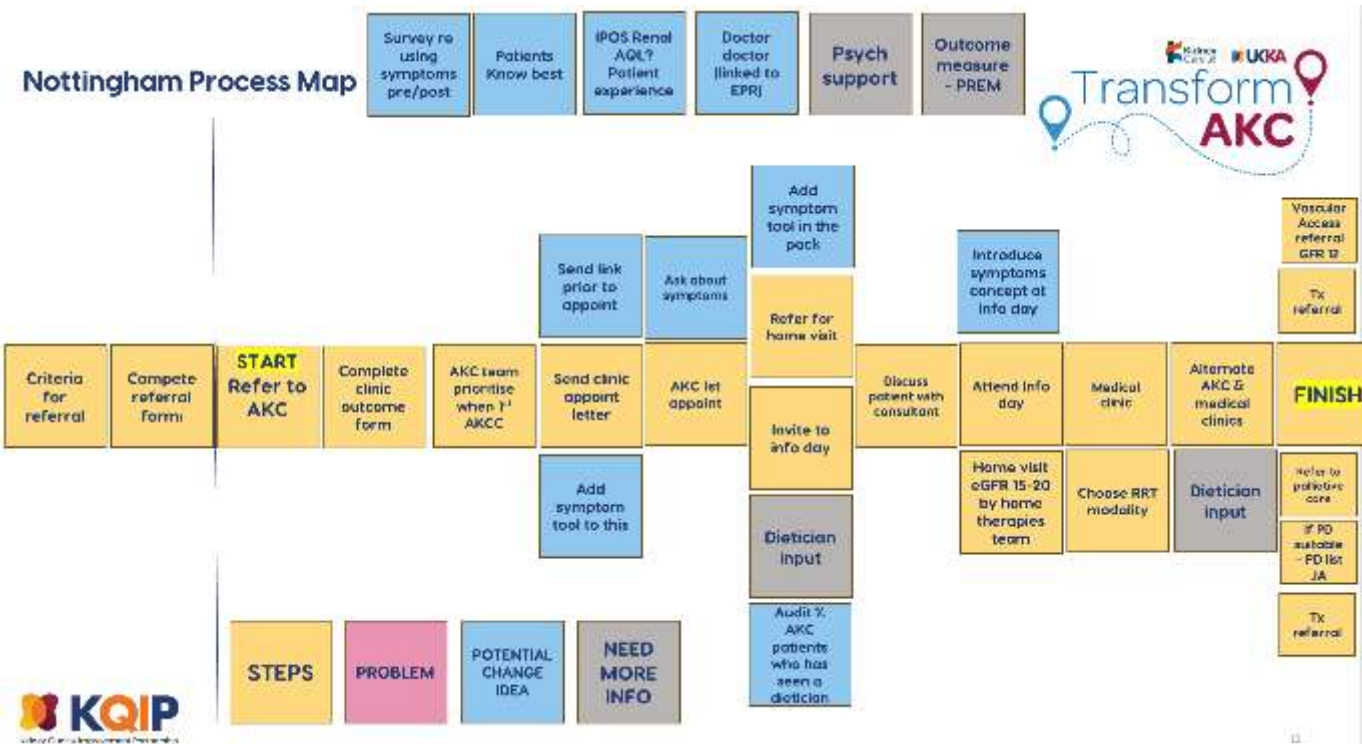 Nottingham Process Map
Survey re
using
symptoms
pre/post
Patients
Know best
IPOS Renal
AQL?
Patient
experience
Doctor
doctor
(linked to
EPR)
Psych
support
Outcome
measure
- PREM
Kidney
Care UK
UKKA
Transform
AKC
Add
symptom
tool in the
pack
Vascular
Access
referral
GFR 12
Send link
prior to
appoint
Ask about
symptoms
Introduce
symptoms
concept at
info day
Refer for
home visit
Tx
referral
Criteria
for
referral
Compete
referral
form
START
Refer to
AKC
Complete
clinic
outcome
form
AKC team
prioritise
when 1st
AKCC
Send clinic
appoint
letter
AKC 1st
appoint
Invite to
info day
Discuss
patient with
consultant
Attend info
day
Medical
clinic
Alternate
AKC &
medical
clinics
FINISH
Add
symptom
tool to this
Dietician
input
Home visit
eGFR 15-20
by home
therapies
team
Choose RRT
modality
Dietician
input
Refer to
palliative
care
If PD
suitable
- PD list
JA
Audit %
AKC
patients
who has
seen a
dietician
Tx
referral
STEPS
PROBLEM
POTENTIAL
CHANGE
IDEA
NEED
MORE
INFO
KQIP
Kidney Quality Improvement Partnership